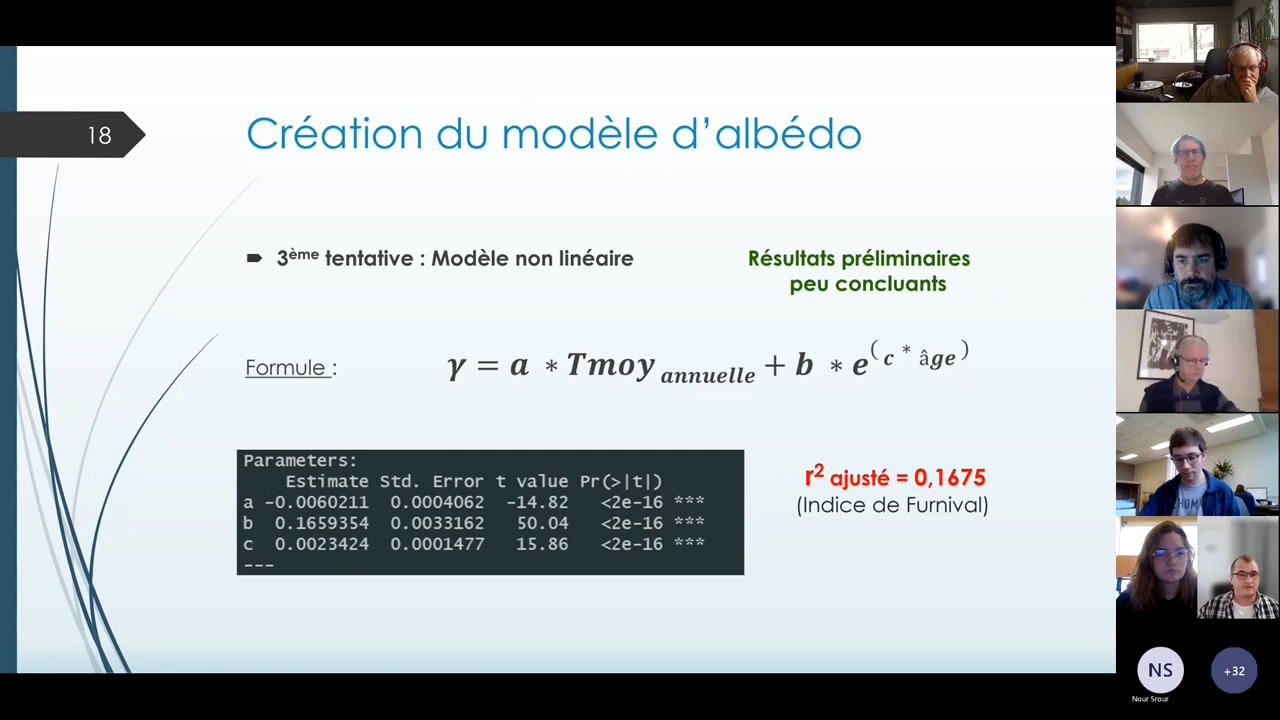 18
Création du modèle d'albédo
3ème tentative : Modèle non linéaire
Résultats préliminaires
peu concluants
Formule :
γ = a * Tmoy annuelle + b * e^(c * âge)
Parameters:
Estimate Std. Error t value Pr(>|t|)
a -0.0060211 0.0004062 -14.82 <2e-16 ***
b 0.1659354 0.0033162 50.04 <2e-16 ***
c 0.0023424 0.0001477 15.86 <2e-16 ***
---
r² ajusté = 0,1675
(Indice de Furnival)
NS
Nour Srour
+32